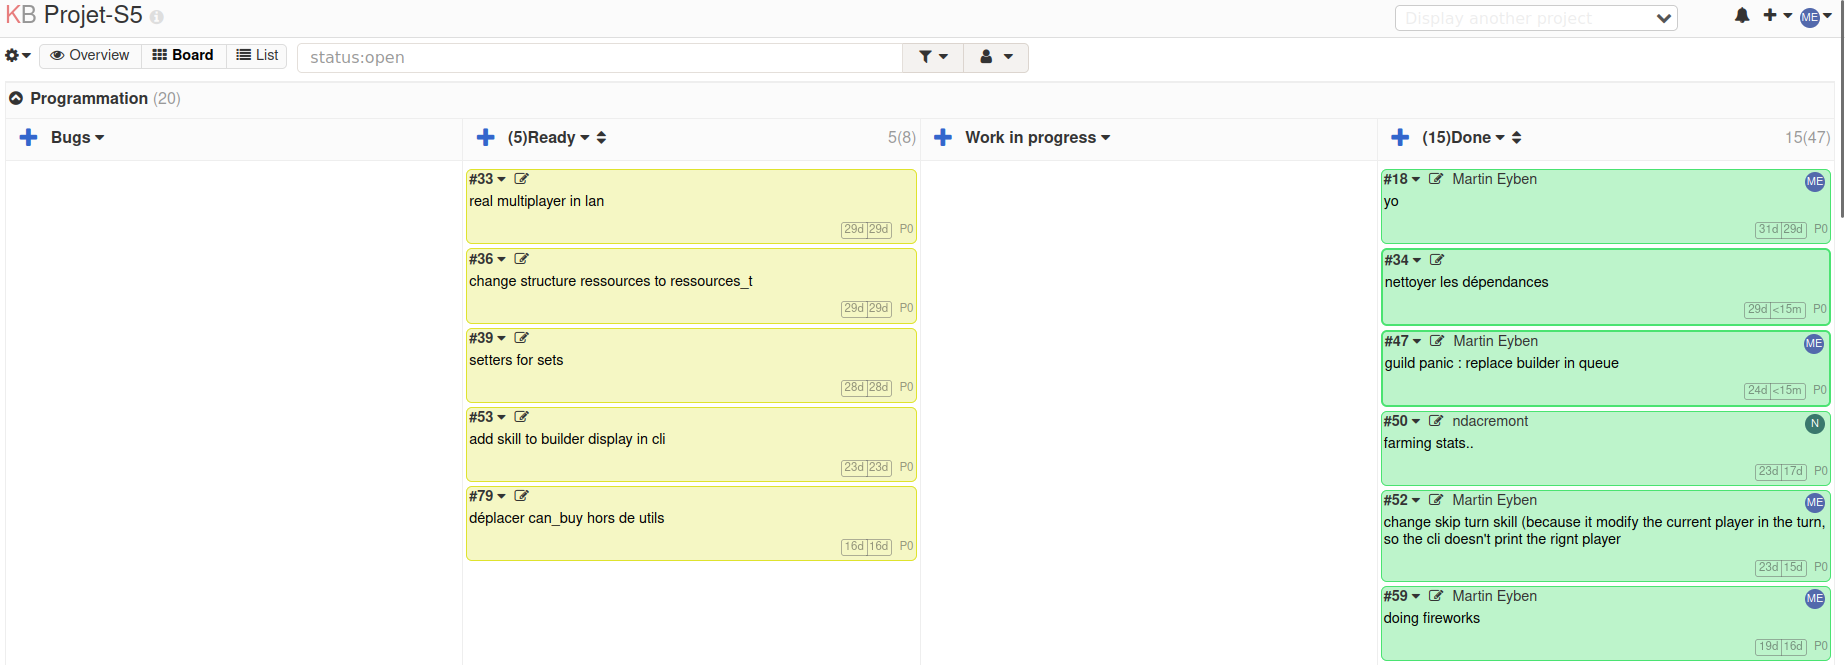 KB Projet-S5
Display another project
ME
Overview
Board
List
status:open
Programmation (20)
Bugs
(5)Ready
5(8)
Work in progress
(15)Done
15(47)
#33
real multiplayer in lan
29d 29d P0
#36
change structure ressources to ressources_t
29d 29d P0
#39
setters for sets
28d 28d P0
#53
add skill to builder display in cli
23d 23d P0
#79
déplacer can_buy hors de utils
16d 16d P0
#18 Martin Eyben ME
yo
31d 29d P0
#34
nettoyer les dépendances
29d <15m P0
#47 Martin Eyben ME
guild panic : replace builder in queue
24d <15m P0
#50 ndacremont N
farming stats..
23d 17d P0
#52 Martin Eyben ME
change skip turn skill (because it modify the current player in the turn,
so the cli doesn't print the rignt player
23d 15d P0
#59 Martin Eyben ME
doing fireworks
19d 16d P0